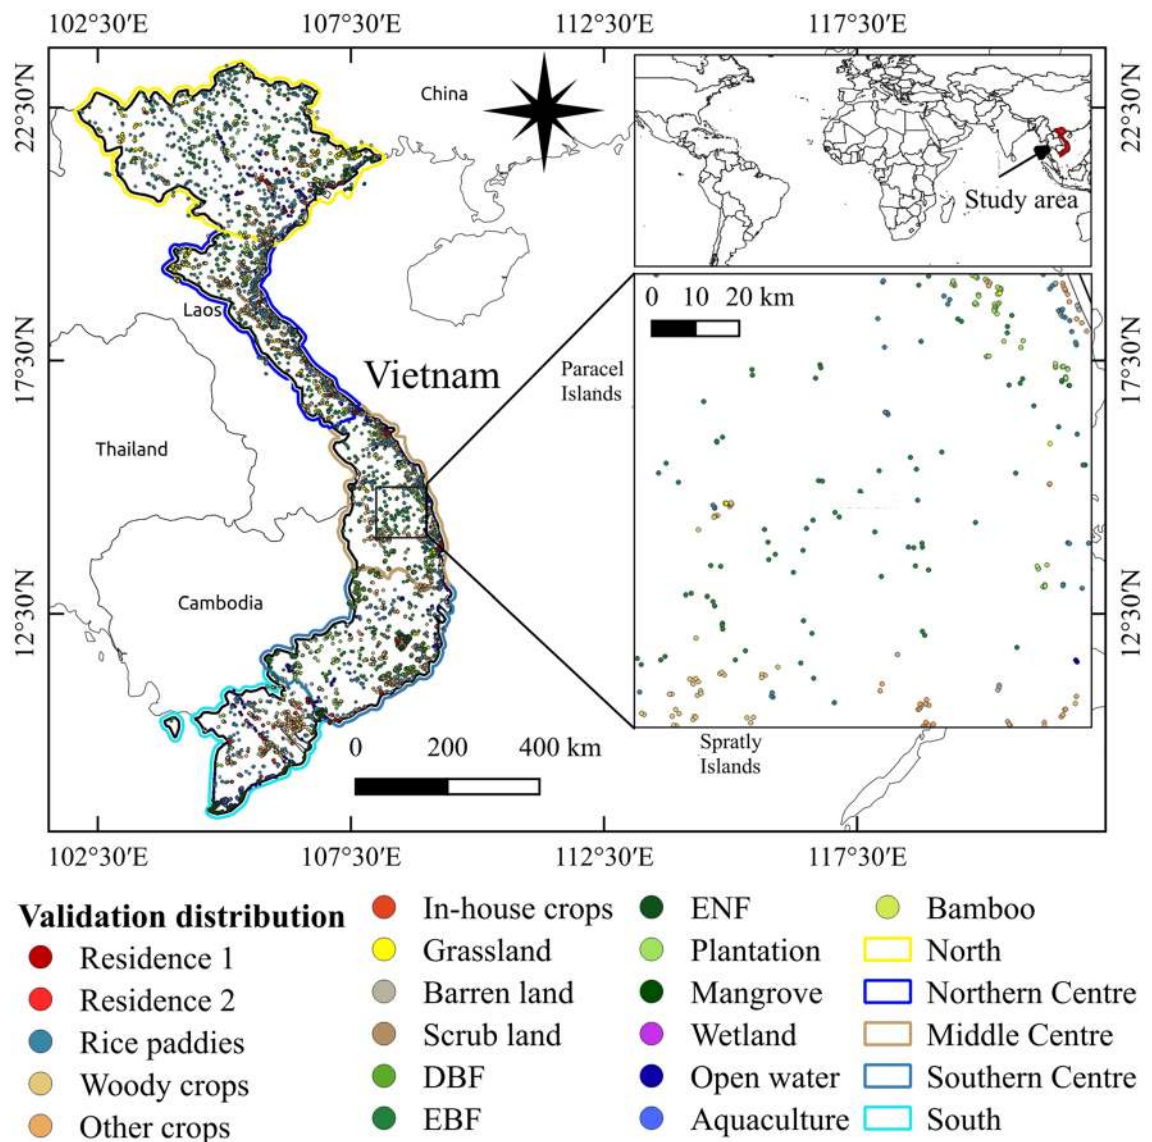 102°30′E 107°30′E 112°30′E 117°30′E
22°30′N
17°30′N
12°30′N
China
Laos
Vietnam
Thailand
Cambodia
Paracel
Islands
Spratly
Islands
Study area
0 10 20 km
0 200 400 km
22°30′N
17°30′N
12°30′N
102°30′E 107°30′E 112°30′E 117°30′E
Validation distribution
Residence 1
Residence 2
Rice paddies
Woody crops
Other crops
In-house crops
Grassland
Barren land
Scrub land
DBF
EBF
ENF
Plantation
Mangrove
Wetland
Open water
Aquaculture
Bamboo
North
Northern Centre
Middle Centre
Southern Centre
South